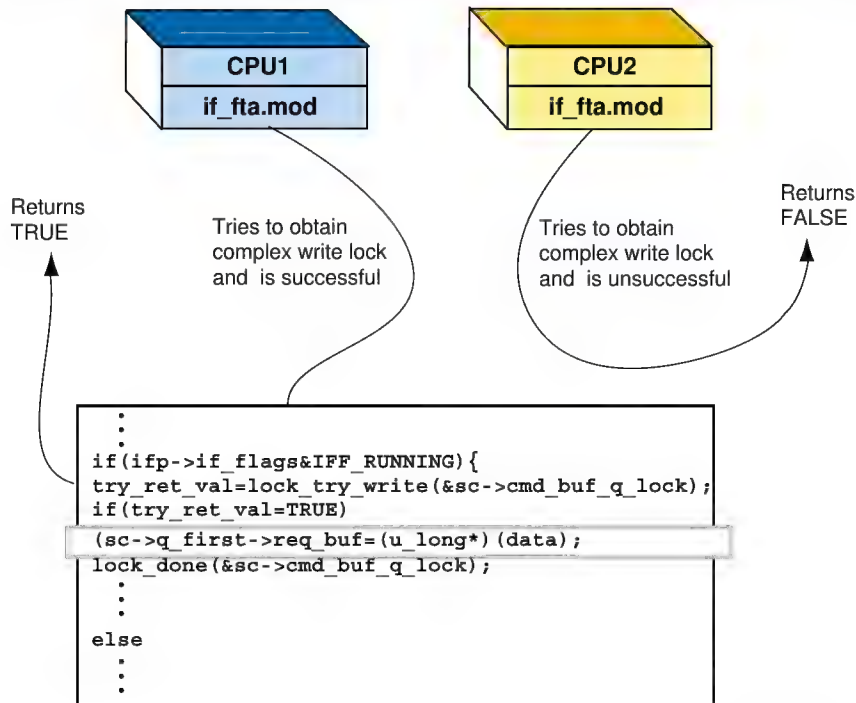 CPU1
if_fta.mod
CPU2
if_fta.mod
Returns
TRUE
Tries to obtain
complex write lock
and is successful
Tries to obtain
complex write lock
and is unsuccessful
Returns
FALSE
if(ifp->if_flags&IFF_RUNNING){
try_ret_val=lock_try_write(&sc->cmd_buf_q_lock);
if(try_ret_val=TRUE)
(sc->q_first->req_buf=(u_long*)(data);
lock_done(&sc->cmd_buf_q_lock);
else